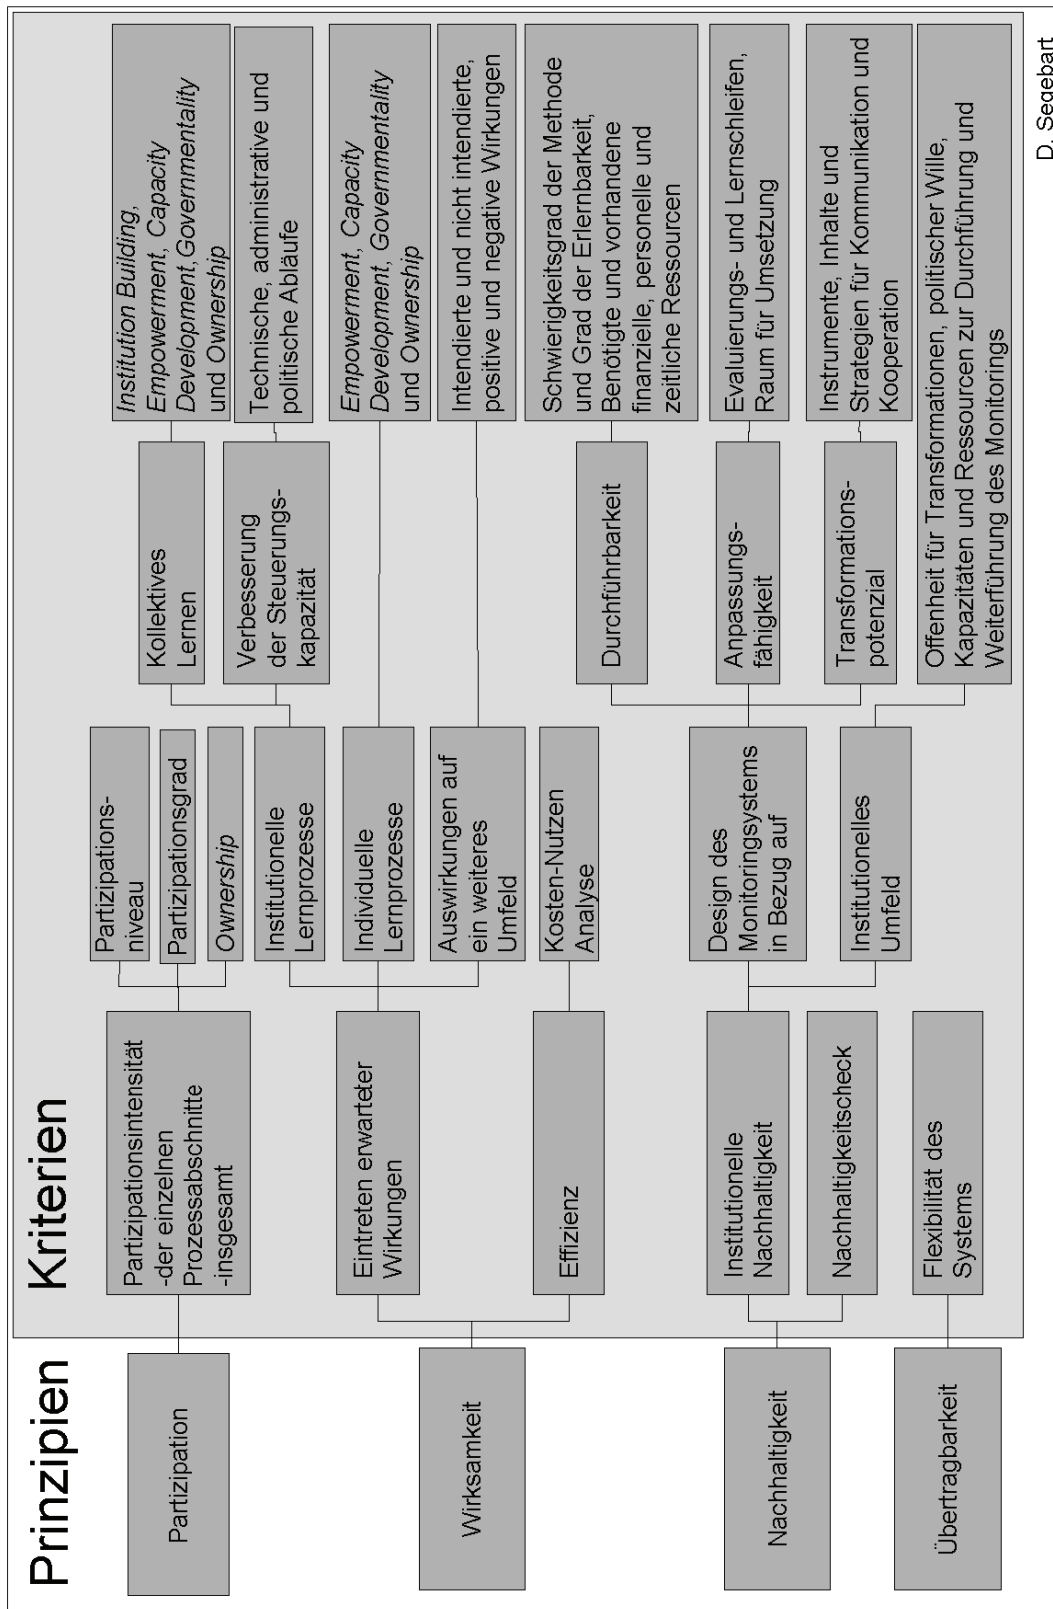 Prinzipien
Kriterien
Partizipation
Partizipationsintensität
-der einzelnen
Prozessabschnitte
-insgesamt
Partizipations-
niveau
Partizipationsgrad
Ownership
Wirksamkeit
Eintreten erwarteter
Wirkungen
Institutionelle
Lernprozesse
Kollektives
Lernen
Institution Building,
Empowerment, Capacity
Development,Governmentality
und Ownership
Verbesserung
der Steuerungs-
kapazität
Technische, administrative und
politische Abläufe
Individuelle
Lernprozesse
Empowerment, Capacity
Development, Governmentality
und Ownership
Auswirkungen auf
ein weiteres
Umfeld
Intendierte und nicht intendierte,
positive und negative Wirkungen
Effizienz
Kosten-Nutzen
Analyse
Nachhaltigkeit
Institutionelle
Nachhaltigkeit
Design des
Monitoringsystems
in Bezug auf
Durchführbarkeit
Schwierigkeitsgrad der Methode
und Grad der Erlernbarkeit,
Benötigte und vorhandene
finanzielle, personelle und
zeitliche Ressourcen
Anpassungs-
fähigkeit
Evaluierungs- und Lernschleifen,
Raum für Umsetzung
Transformations-
potenzial
Instrumente, Inhalte und
Strategien für Kommunikation und
Kooperation
Institutionelles
Umfeld
Offenheit für Transformationen, politischer Wille,
Kapazitäten und Ressourcen zur Durchführung und
Weiterführung des Monitorings
Nachhaltigkeitscheck
Übertragbarkeit
Flexibilität des
Systems
D. Segebart